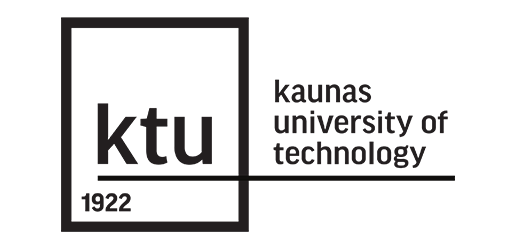 ktu
1922
kaunas
university of
technology